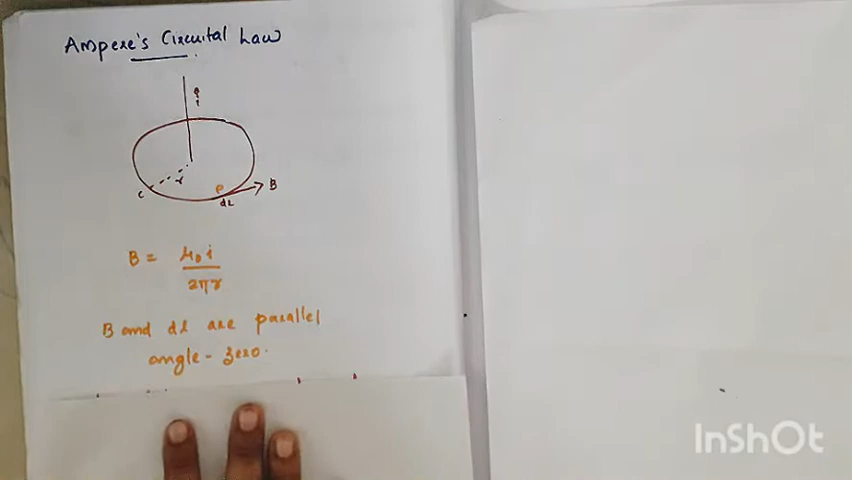 Ampere's Circuital Law
i
r
C
P
dl
B
B = μ₀i / 2πr
B and dl are parallel
angle - zero.
InShOt